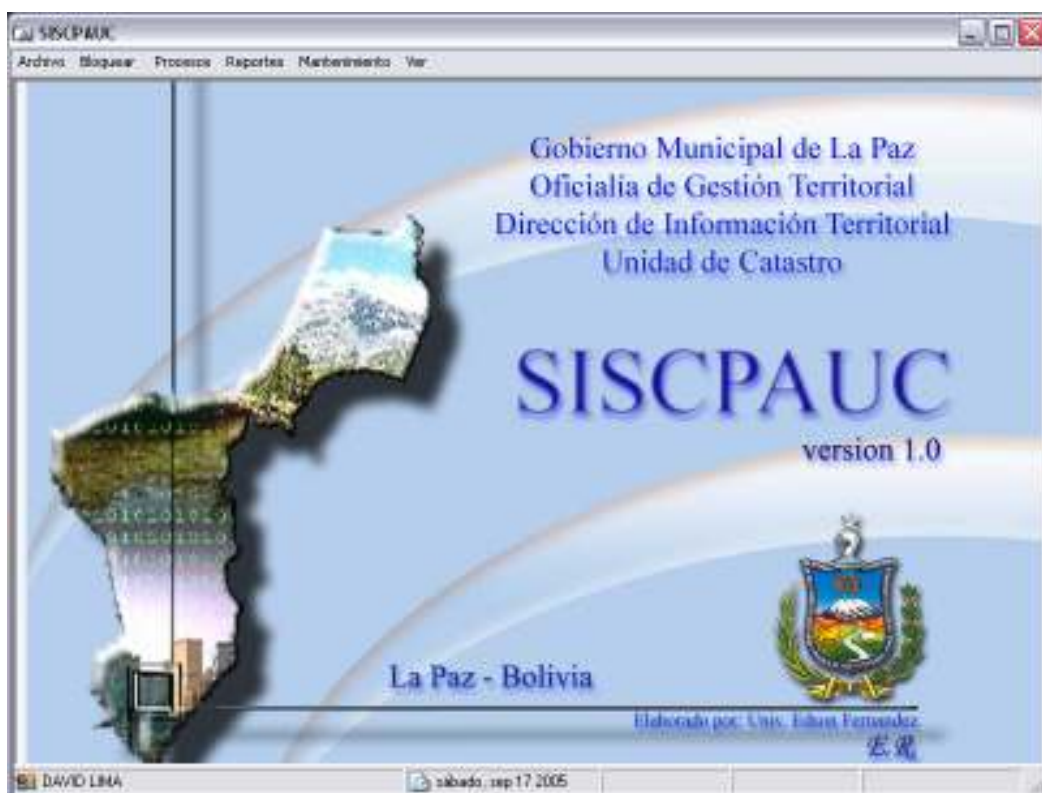 SISCPAUC
Archivo Bloquear Procesos Reportes Mantenimiento Ver
Gobierno Municipal de La Paz
Oficialía de Gestión Territorial
Dirección de Información Territorial
Unidad de Catastro
SISCPAUC
version 1.0
La Paz - Bolivia
Elaborado por: Univ. Edson Fernandez
DAVID LIMA
sábado, sep 17 2005